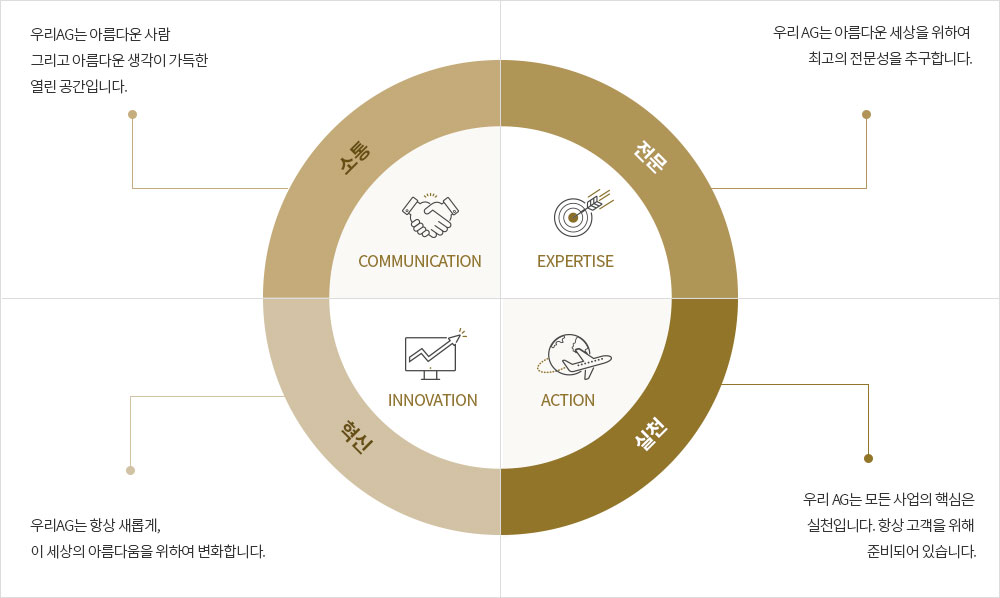 우리AG는 아름다운 사람
그리고 아름다운 생각이 가득한
열린 공간입니다.
우리 AG는 아름다운 세상을 위하여
최고의 전문성을 추구합니다.
소통
전문
COMMUNICATION
EXPERTISE
INNOVATION
ACTION
혁신
실천
우리AG는 항상 새롭게,
이 세상의 아름다움을 위하여 변화합니다.
우리 AG는 모든 사업의 핵심은
실천입니다. 항상 고객을 위해
준비되어 있습니다.